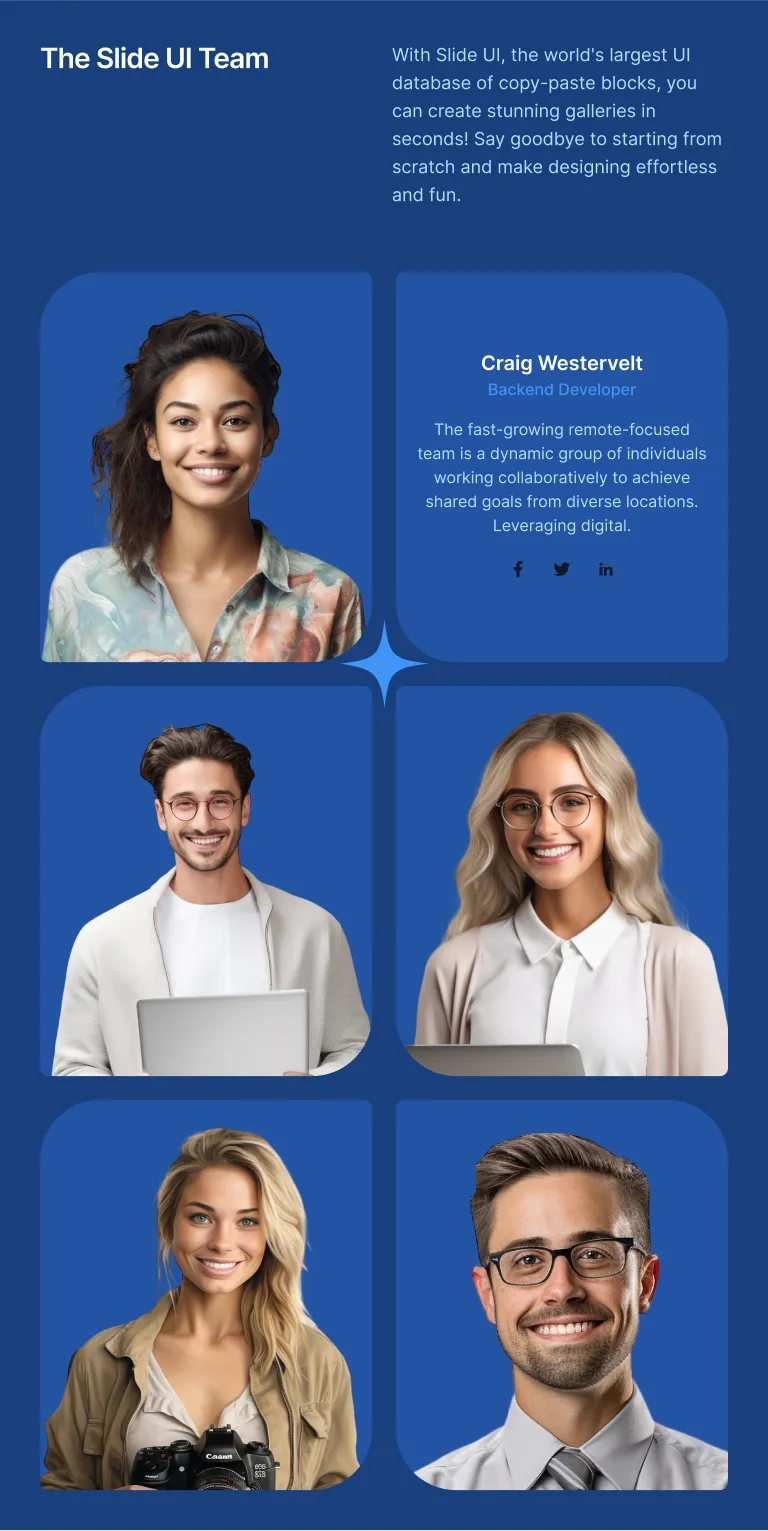 The Slide UI Team
With Slide UI, the world's largest UI
database of copy-paste blocks, you
can create stunning galleries in
seconds! Say goodbye to starting from
scratch and make designing effortless
and fun.
Craig Westervelt
Backend Developer
The fast-growing remote-focused
team is a dynamic group of individuals
working collaboratively to achieve
shared goals from diverse locations.
Leveraging digital.
Canon
EOS